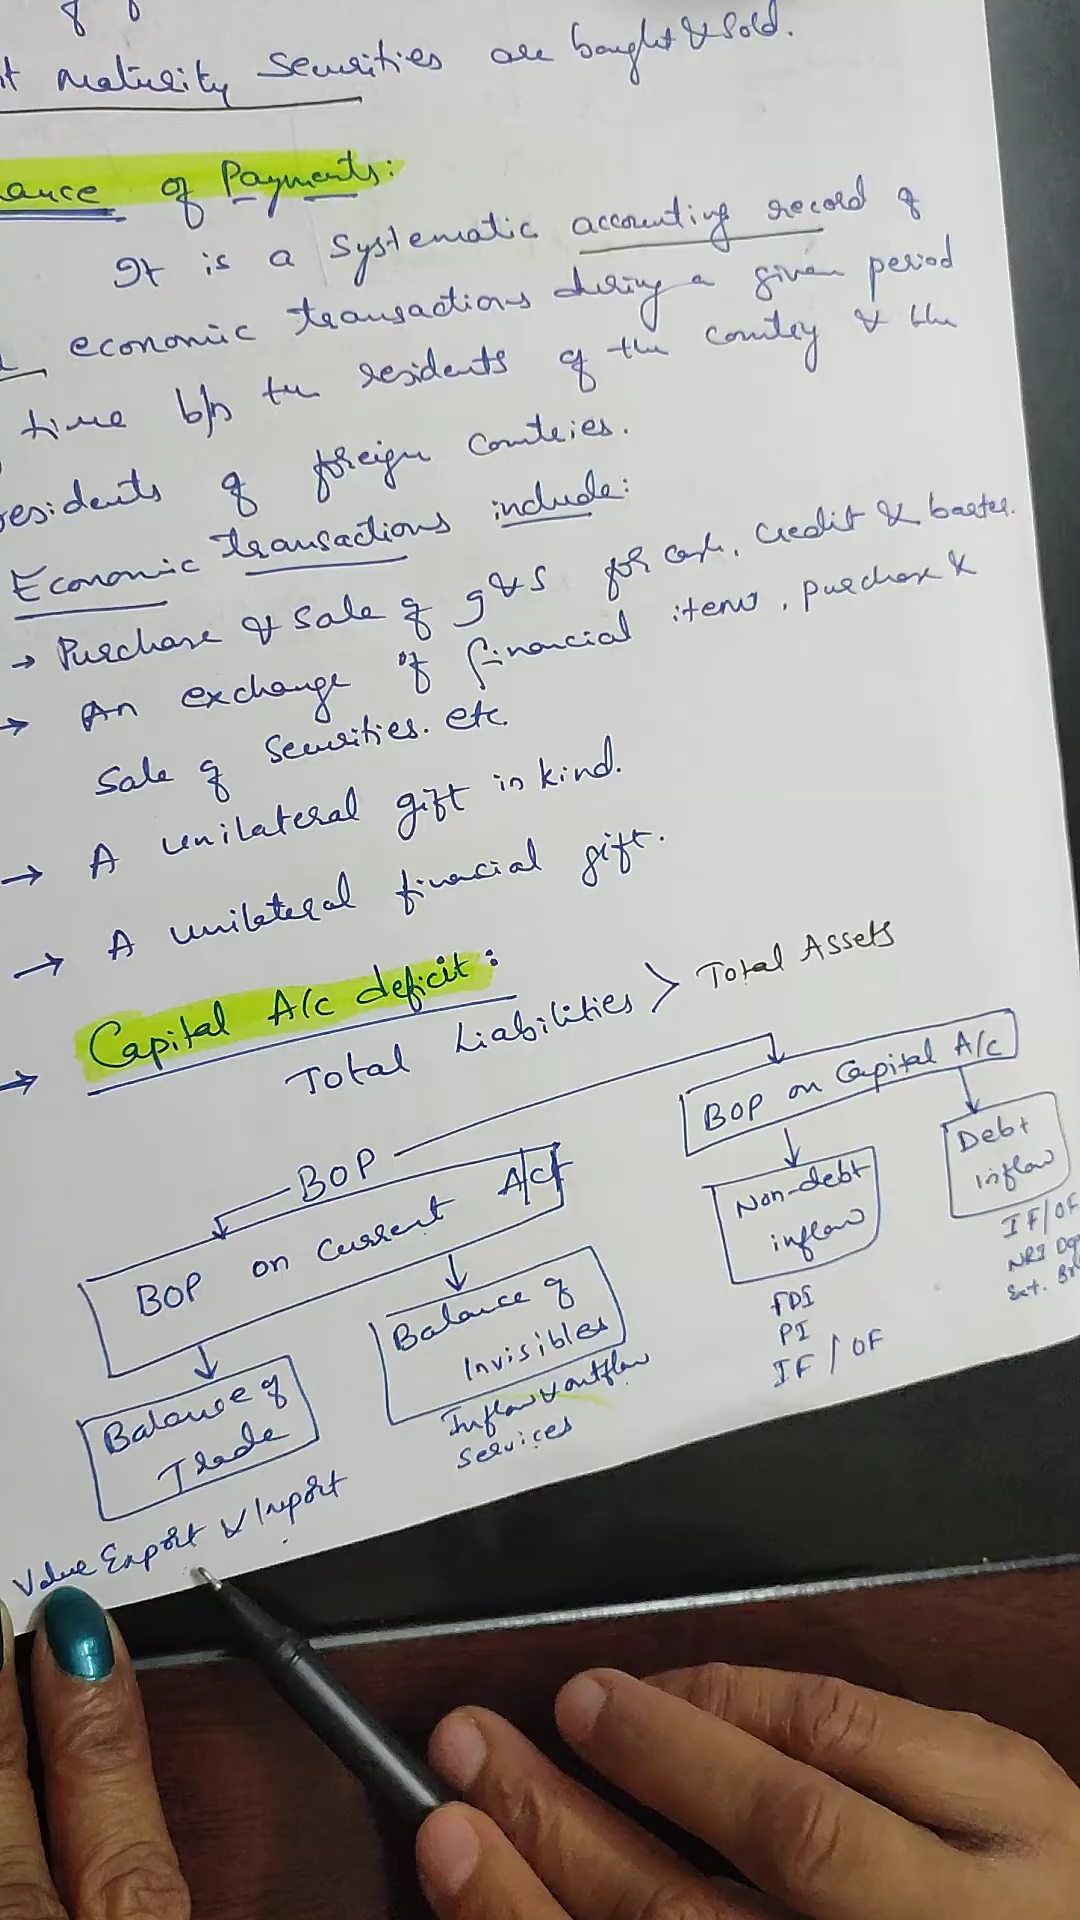 maturity securities are bought & sold.
ance of Payments:
It is a systematic accounting record of
economic transactions during a given period
time b/n the residents of the country & the
residents of foreign countries.
Economic transactions include:
→ Purchase & sale of g&s for cash, credit & barter.
→ An exchange of financial items, purchase &
Sale of Securities. etc.
→ A unilateral gift in kind.
→ A unilateral financial gift.
Capital A/c deficit:
→ Total Liabilities > Total Assets
BOP
BOP on Current A/c
BOP on Capital A/c
Balance of
Trade
Value Export & Import
Balance of
Invisibles
Inflow & outflow
Services
Non-debt
inflow
FDI
PI
IF / OF
Debt
inflow
IF/OF
NRI
Ext.